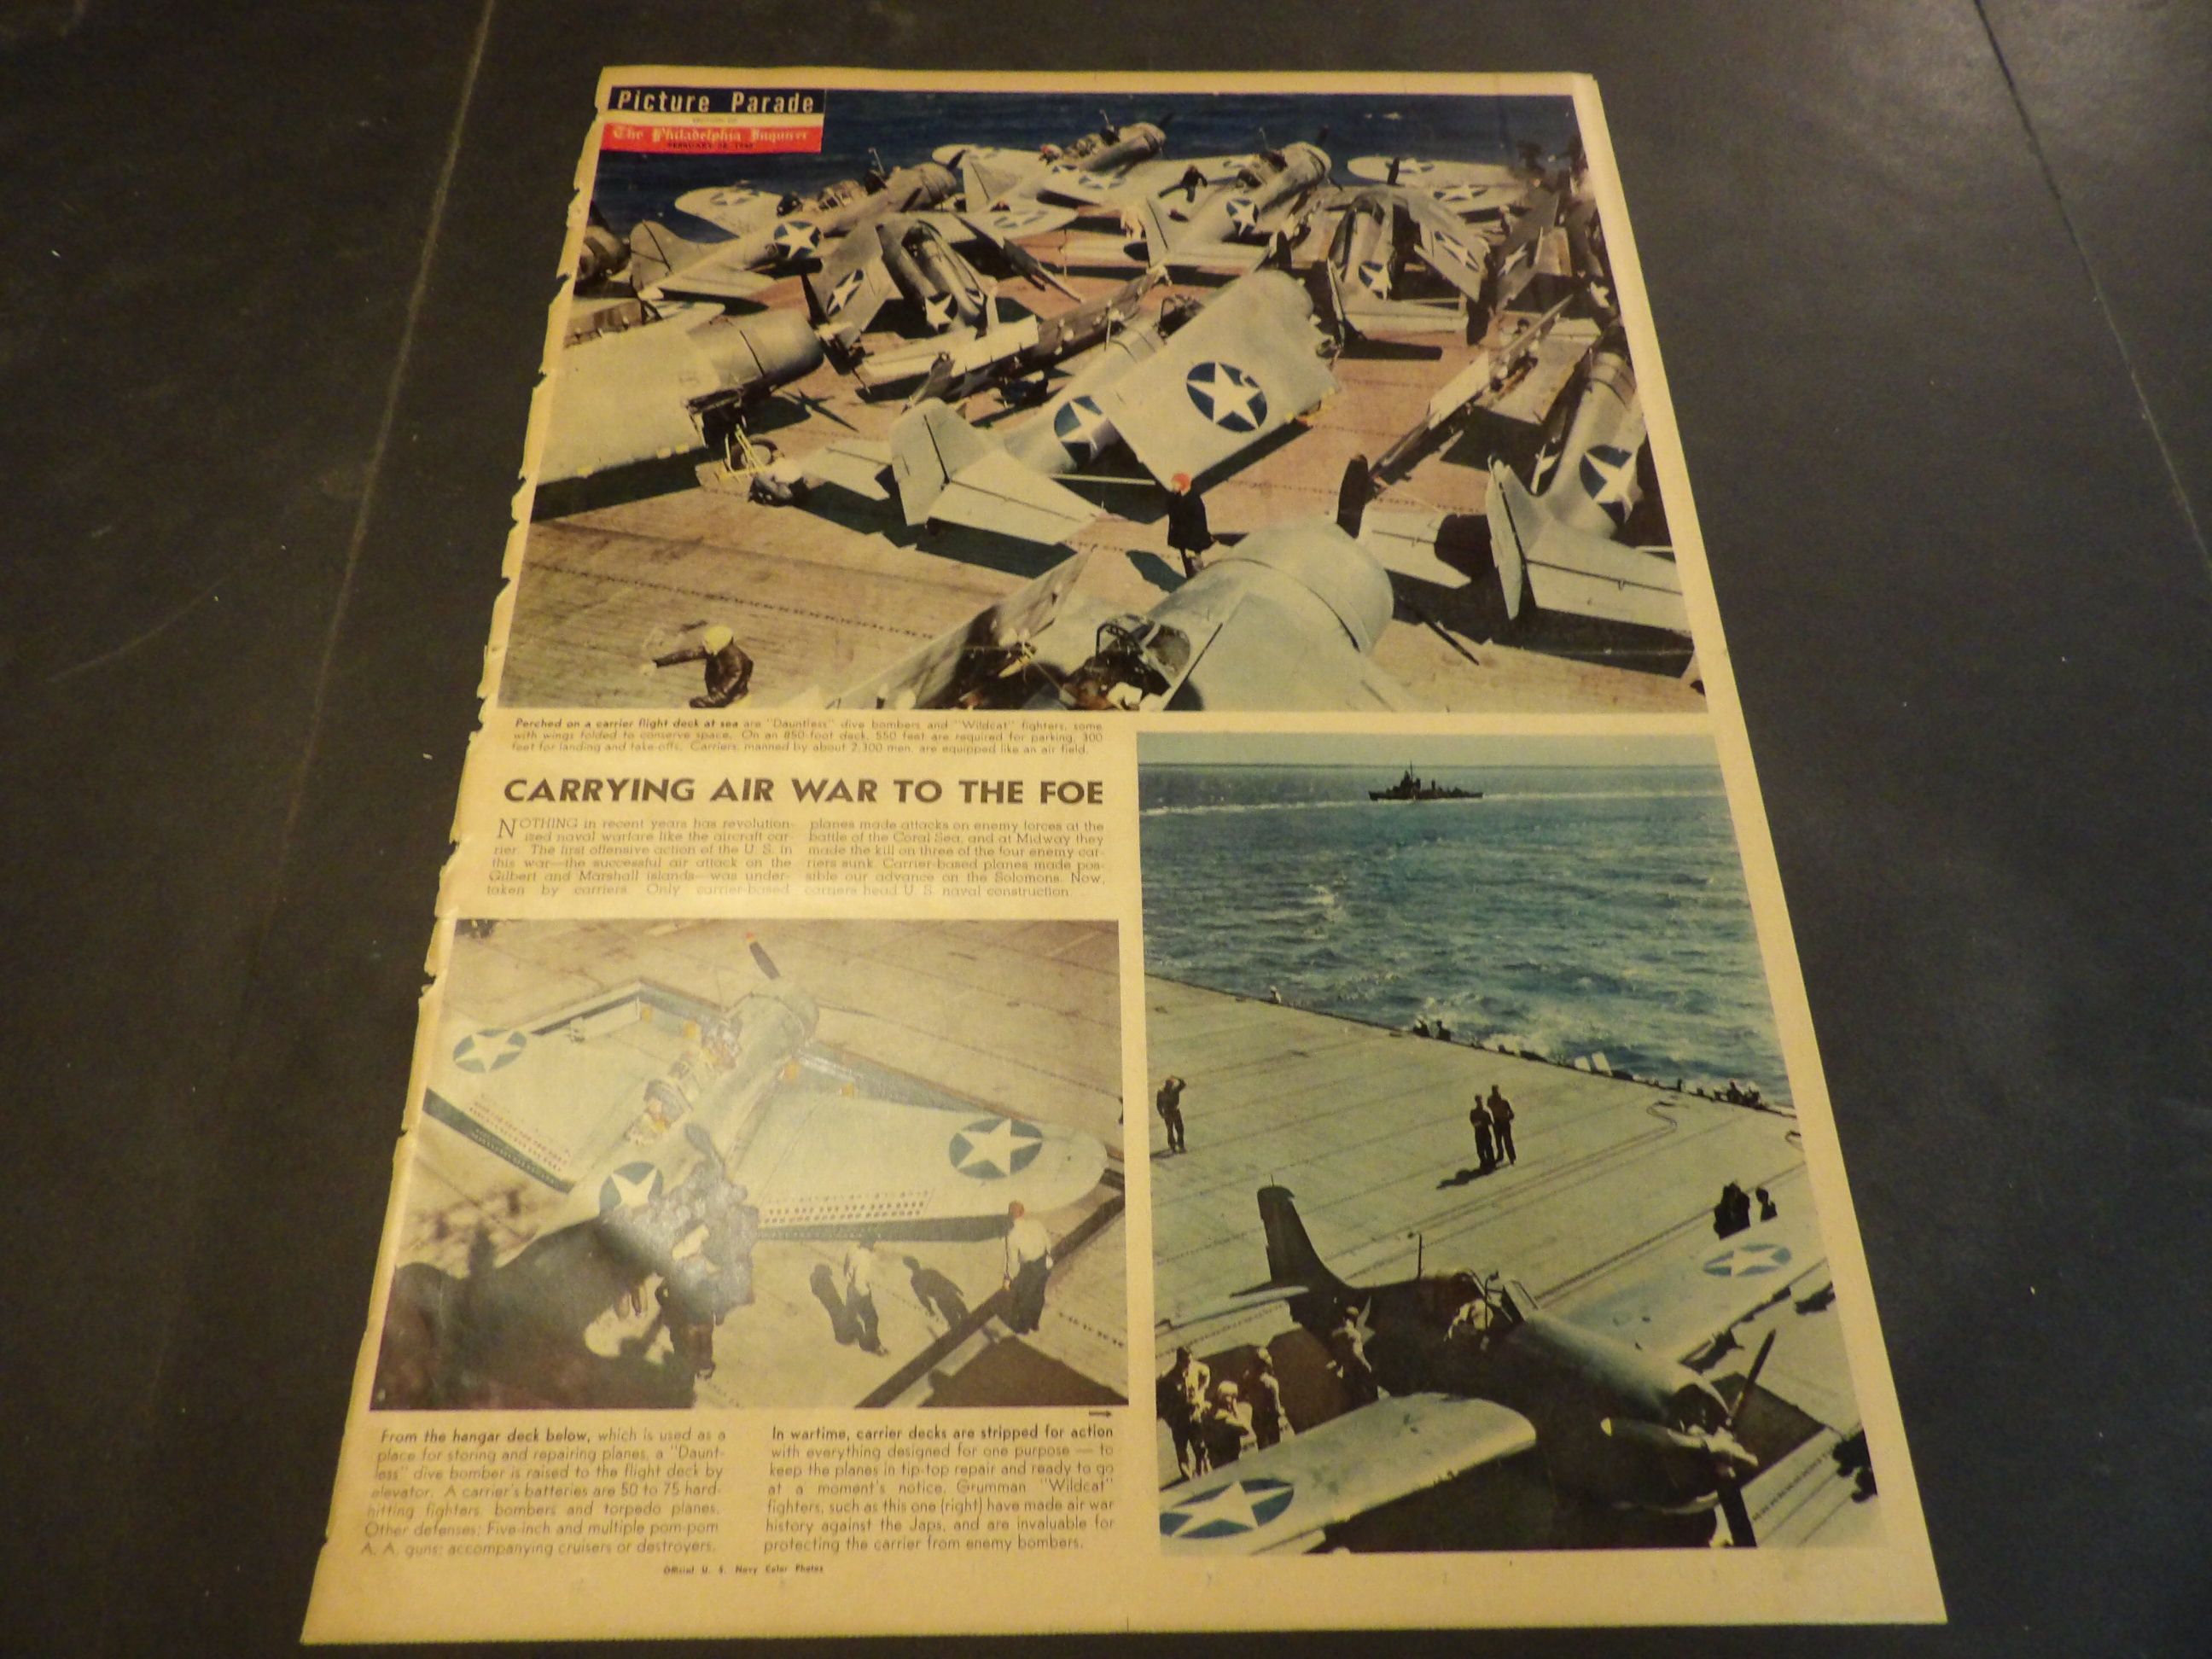 Picture Parade
SECTION OF
The Philadelphia Inquirer
FEBRUARY
Perched on a carrier flight deck at sea are "Dauntless" dive bombers and "Wildcat" fighters, some
with wings folded to conserve space. On an 850-foot deck, 550 feet are required for parking, 300
feet for landing and take-offs. Carriers, manned by about 2,300 men, are equipped like an air field.
CARRYING AIR WAR TO THE FOE
NOTHING in recent years has revolution-
ized naval warfare like the aircraft car-
rier. The first offensive action of the U. S. in
this war—the successful air attack on the
Gilbert and Marshall islands—was under-
taken by carriers. Only carrier-based
planes made attacks on enemy forces at the
battle of the Coral Sea, and at Midway they
made the kill on three of the four enemy car-
riers sunk. Carrier-based planes made pos-
sible our advance on the Solomons. Now,
carriers head U. S. naval construction.
From the hangar deck below, which is used as a
place for storing and repairing planes, a "Daunt-
less" dive bomber is raised to the flight deck by
elevator. A carrier's batteries are 50 to 75 hard-
hitting fighters, bombers and torpedo planes.
Other defenses: Five-inch and multiple pom-pom
A. A. guns; accompanying cruisers or destroyers.
In wartime, carrier decks are stripped for action
with everything designed for one purpose — to
keep the planes in tip-top repair and ready to go
at a moment's notice. Grumman "Wildcat"
fighters, such as this one (right) have made air war
history against the Japs, and are invaluable for
protecting the carrier from enemy bombers.
Official U. S. Navy Color Photos